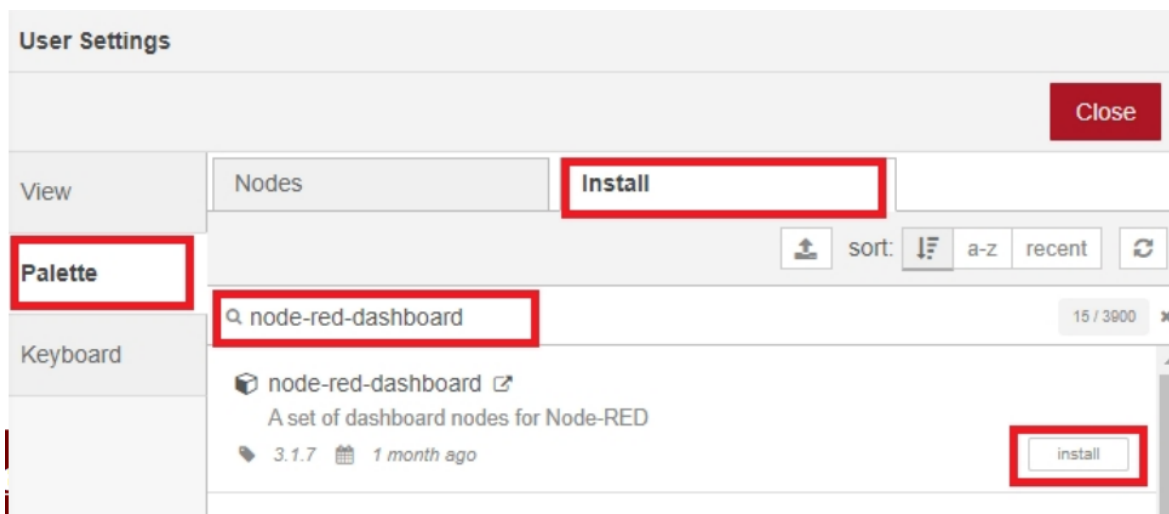 User Settings
Close
View
Nodes
Install
sort:
a-z
recent
Palette
node-red-dashboard
15 / 3900
Keyboard
node-red-dashboard
A set of dashboard nodes for Node-RED
3.1.7
1 month ago
install